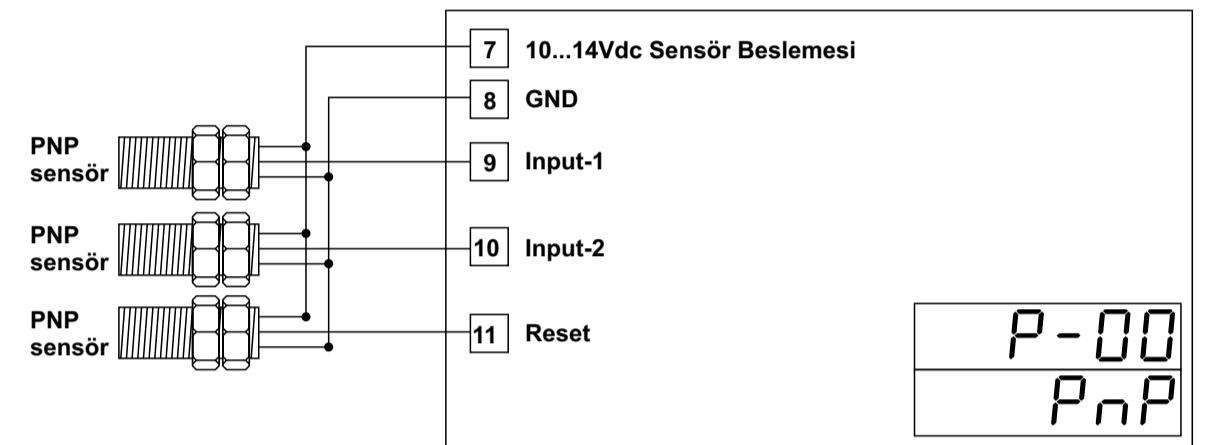 7 10...14Vdc Sensör Beslemesi
8 GND
PNP
sensör
9 Input-1
PNP
sensör
10 Input-2
PNP
sensör
11 Reset
P-00
PnP